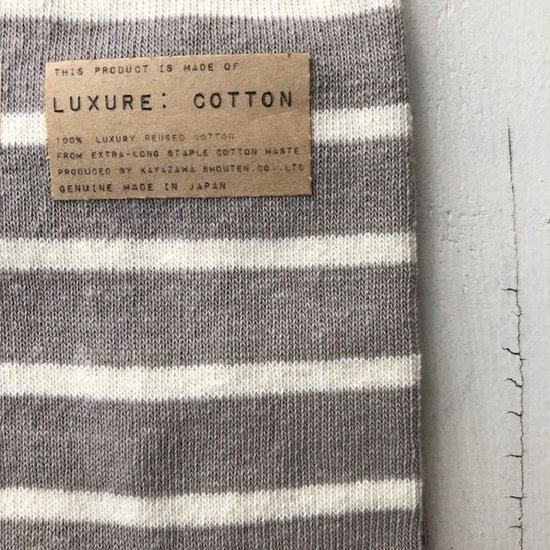 THIS PRODUCT IS MADE OF
LUXURE: COTTON
100% LUXURY REUSED COTTON
FROM EXTRA-LONG STAPLE COTTON WASTE
PRODUCED BY KAYAZAWA SHOUTEN.CO.,LTD
GENUINE MADE IN JAPAN